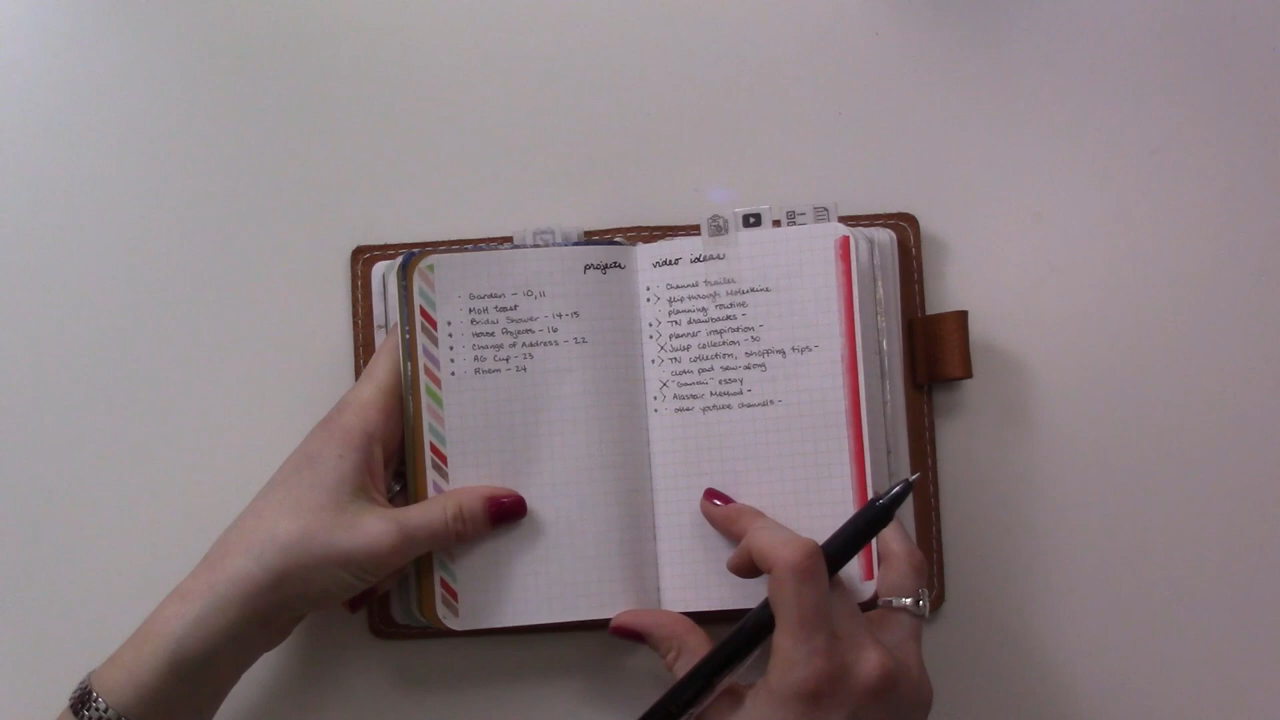 projects
· Garden – 10, 11
· MOH toast
* · Bridal Shower – 14-15
* · House Projects – 16
* · Change of Address – 22
* · AG Cup – 23
* · Rhem – 24
video ideas
* · Channel trailer
* > flip through Moleskine
· planning routine
* > TN drawbacks –
* > planner inspiration –
X Julep collection – 30
* > TN collection, shopping tips –
· cloth pad sew-along
X "Gandhi" essay
* > Alastair Method –
* · other youtube channels –